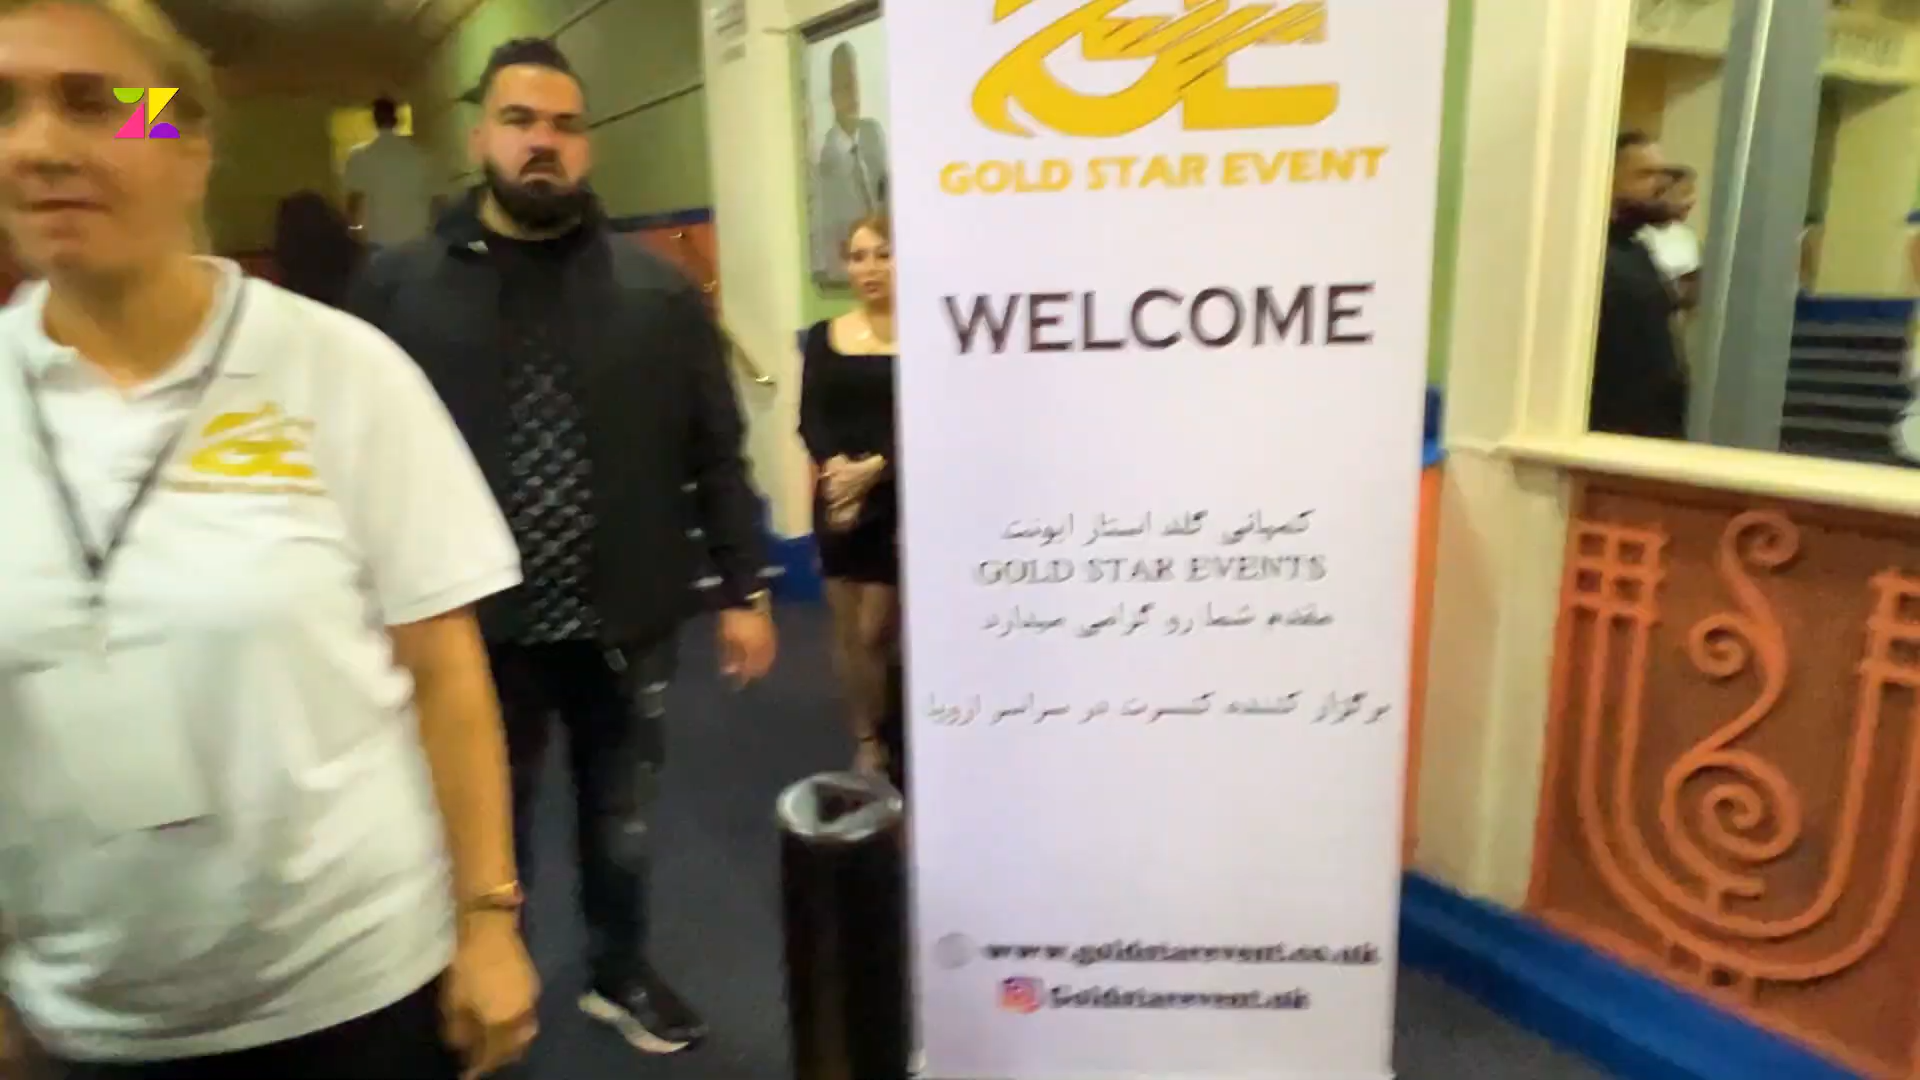 GOLD STAR EVENT
WELCOME
کمپانی گلد استار ایونت
GOLD STAR EVENTS
مقدم شما رو گرامی میدارد
برگزار کننده کنسرت در سراسر اروپا
www.goldstarevent.co.uk
Goldstarevent.uk